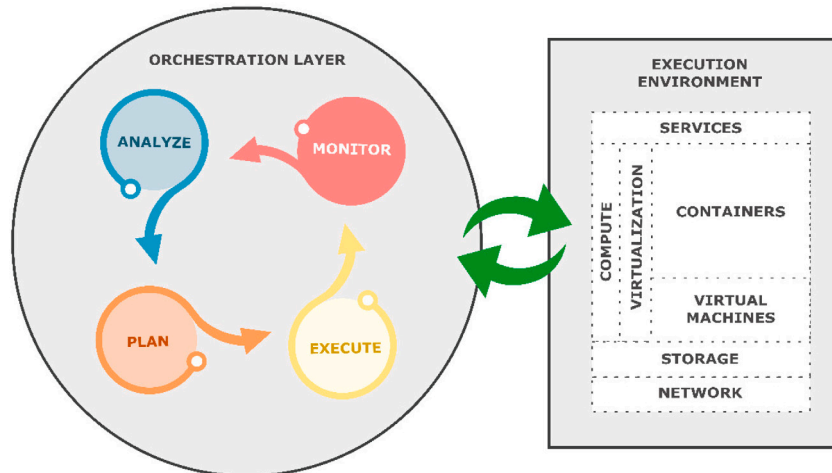 ORCHESTRATION LAYER
ANALYZE
MONITOR
PLAN
EXECUTE
EXECUTION
ENVIRONMENT
SERVICES
COMPUTE
VIRTUALIZATION
CONTAINERS
VIRTUAL
MACHINES
STORAGE
NETWORK